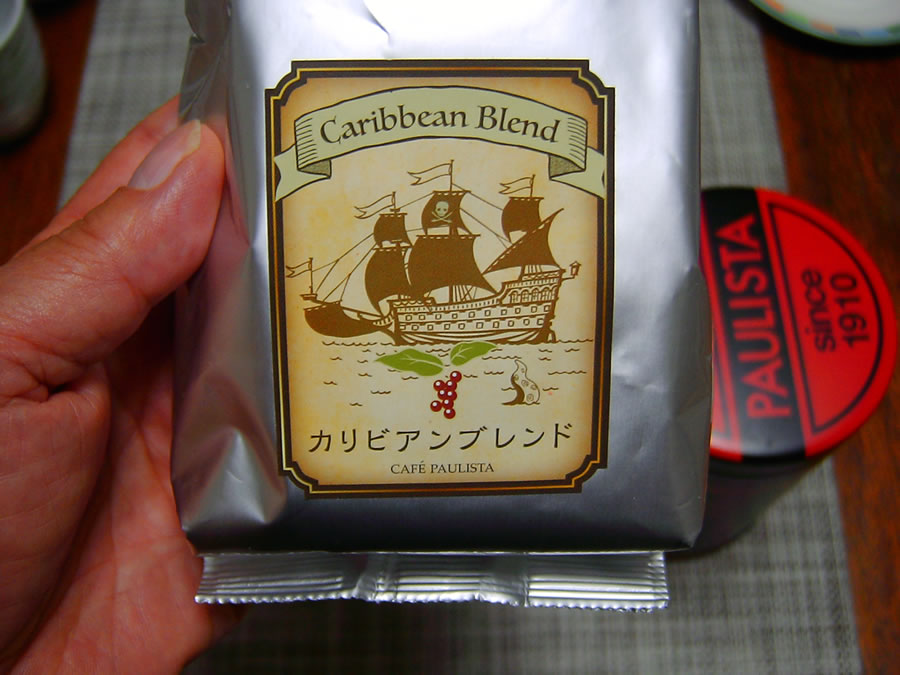 Caribbean Blend
カリビアンブレンド
CAFÉ PAULISTA
PAULISTA
since
1910